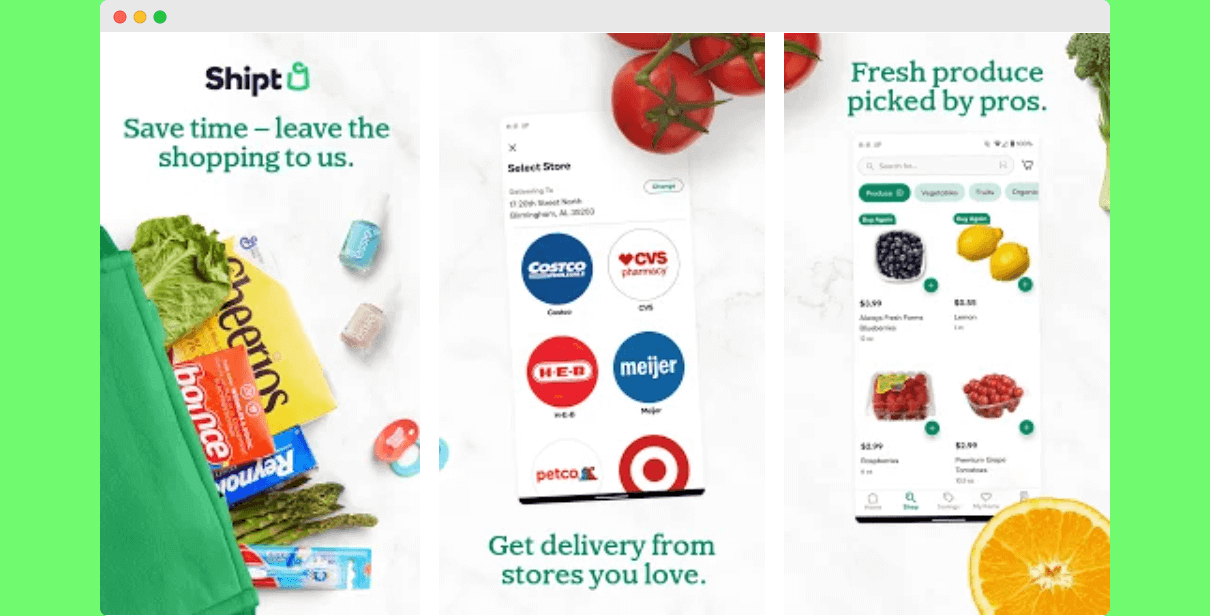 Shipt
Save time – leave the
shopping to us.
Cheerios
bounce
Reynolds
essie
H-E-B
Select Store
Delivering To
17 20th Street North
Birmingham, AL 35203
Change
COSTCO
WHOLESALE
Costco
CVS
pharmacy
CVS
H-E-B
H-E-B
meijer
Meijer
petco
Get delivery from
stores you love.
Fresh produce
picked by pros.
100%
Search for...
Produce
Vegetables
Fruits
Organic
Buy Again
Buy Again
$3.99
Always Fresh Farms
Blueberries
$0.55
Lemon
$2.99
Raspberries
$2.99
Premium Grape
Tomatoes
Home
Shop
Savings